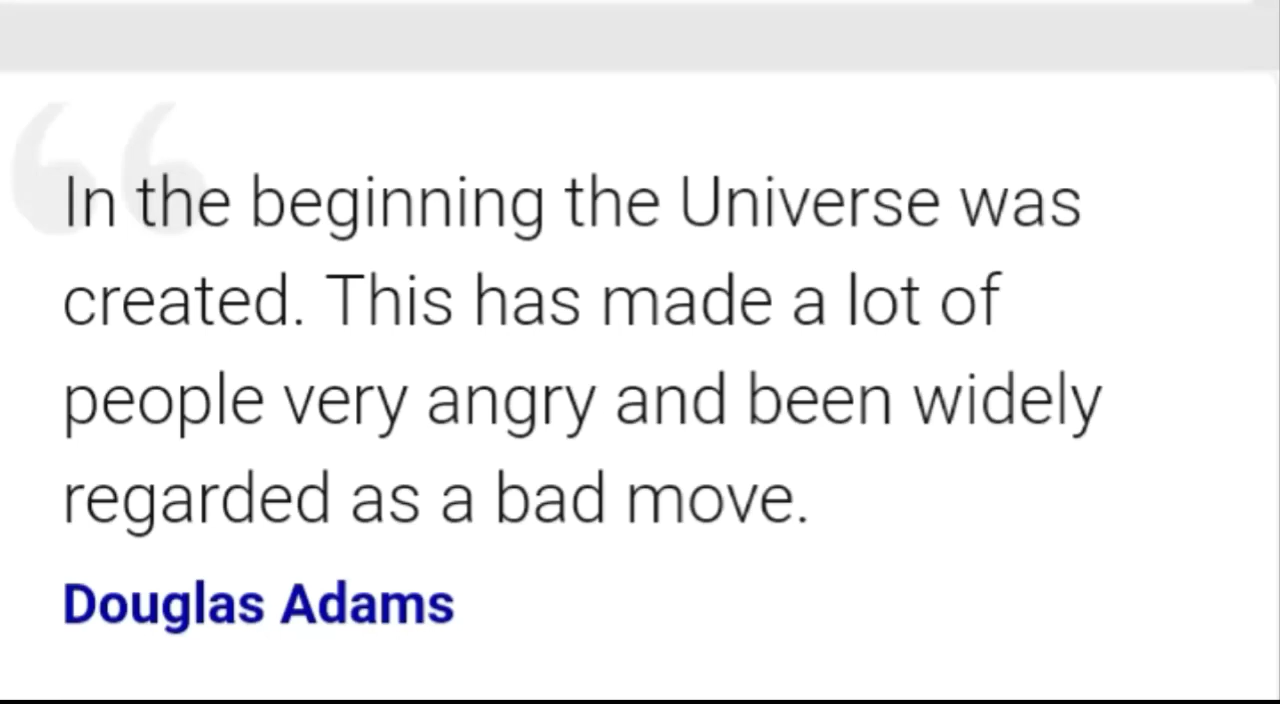 In the beginning the Universe was
created. This has made a lot of
people very angry and been widely
regarded as a bad move.
Douglas Adams